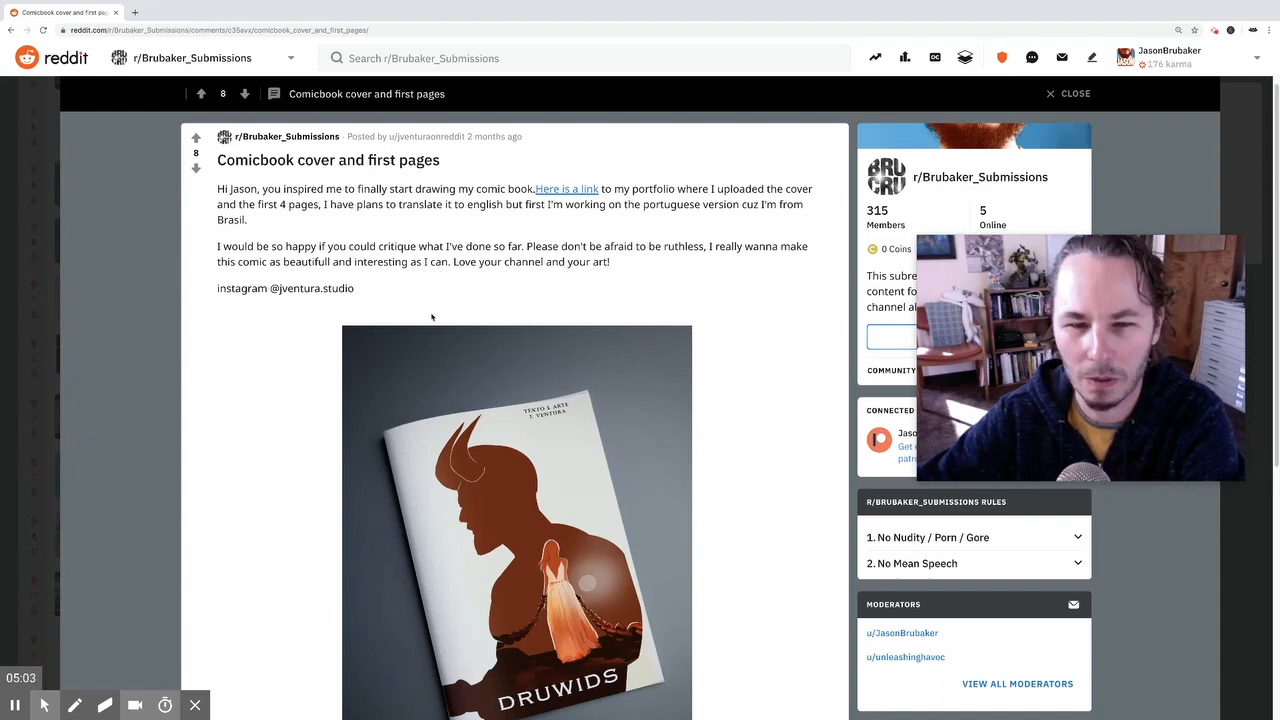 Comicbook cover and first pag
reddit.com/r/Brubaker_Submissions/comments/c35avx/comicbook_cover_and_first_pages/
reddit
r/Brubaker_Submissions
Search r/Brubaker_Submissions
JasonBrubaker
176 karma
8
Comicbook cover and first pages
CLOSE
r/Brubaker_Submissions · Posted by u/jventuraonreddit 2 months ago
8
Comicbook cover and first pages
Hi Jason, you inspired me to finally start drawing my comic book.Here is a link to my portfolio where I uploaded the cover
and the first 4 pages, I have plans to translate it to english but first I'm working on the portuguese version cuz I'm from
Brasil.
I would be so happy if you could critique what I've done so far. Please don't be afraid to be ruthless, I really wanna make
this comic as beautifull and interesting as I can. Love your channel and your art!
instagram @jventura.studio
TEXTO E ARTE
J. VENTURA
DRUWIDS
BRU
CRU
r/Brubaker_Submissions
315
Members
5
Online
0 Coins
This subre
content fo
channel al
COMMUNITY
CONNECTED
Jaso
Get
patr
R/BRUBAKER_SUBMISSIONS RULES
1. No Nudity / Porn / Gore
2. No Mean Speech
MODERATORS
u/JasonBrubaker
u/unleashinghavoc
VIEW ALL MODERATORS
05:03